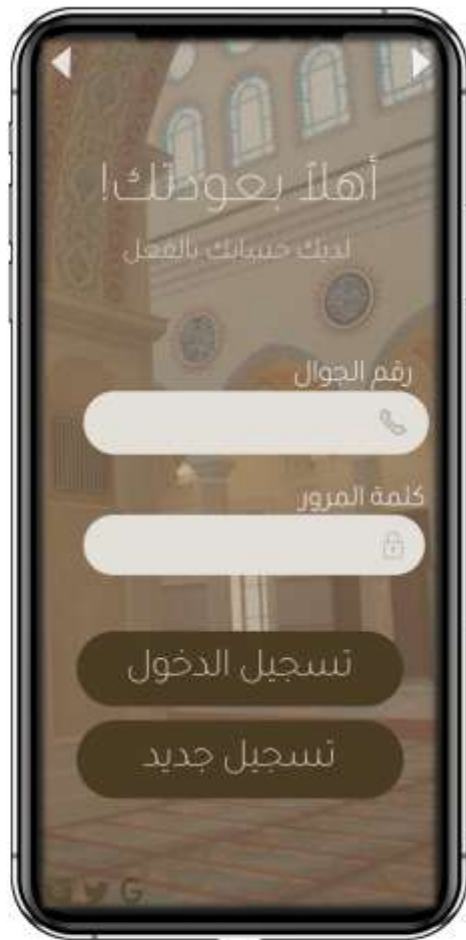 أهلاً بعودتك!
لديك حسابك بالفعل
رقم الجوال
كلمة المرور
تسجيل الدخول
تسجيل جديد
G